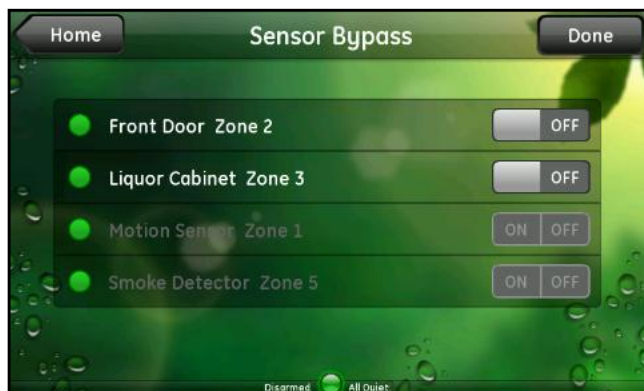 Home Sensor Bypass Done
Front Door Zone 2 OFF
Liquor Cabinet Zone 3 OFF
Motion Sensor Zone 1 ON OFF
Smoke Detector Zone 5 ON OFF
Disarmed All Quiet